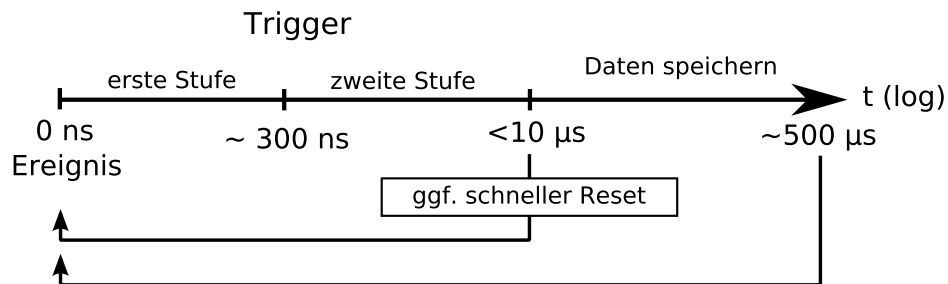 Trigger
erste Stufe
zweite Stufe
Daten speichern
t (log)
0 ns
Ereignis
~ 300 ns
<10 µs
~500 µs
ggf. schneller Reset